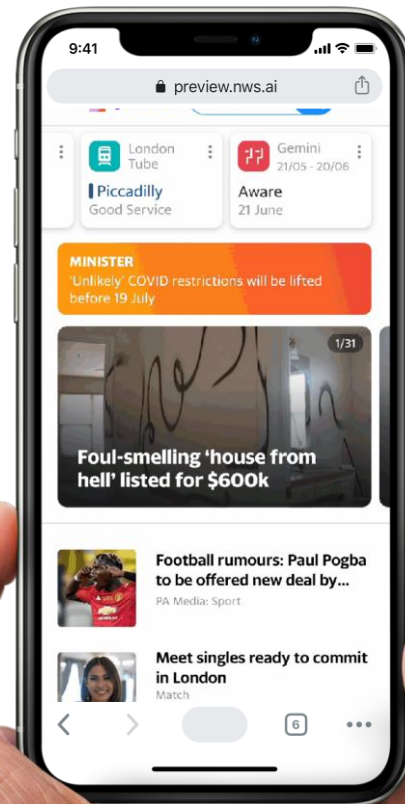 9:41
preview.nws.ai
London
Tube
Piccadilly
Good Service
Gemini
21/05 - 20/06
Aware
21 June
MINISTER
'Unlikely' COVID restrictions will be lifted
before 19 July
1/31
Foul-smelling ‘house from
hell’ listed for $600k
Football rumours: Paul Pogba
to be offered new deal by...
PA Media: Sport
Meet singles ready to commit
in London
Match
6